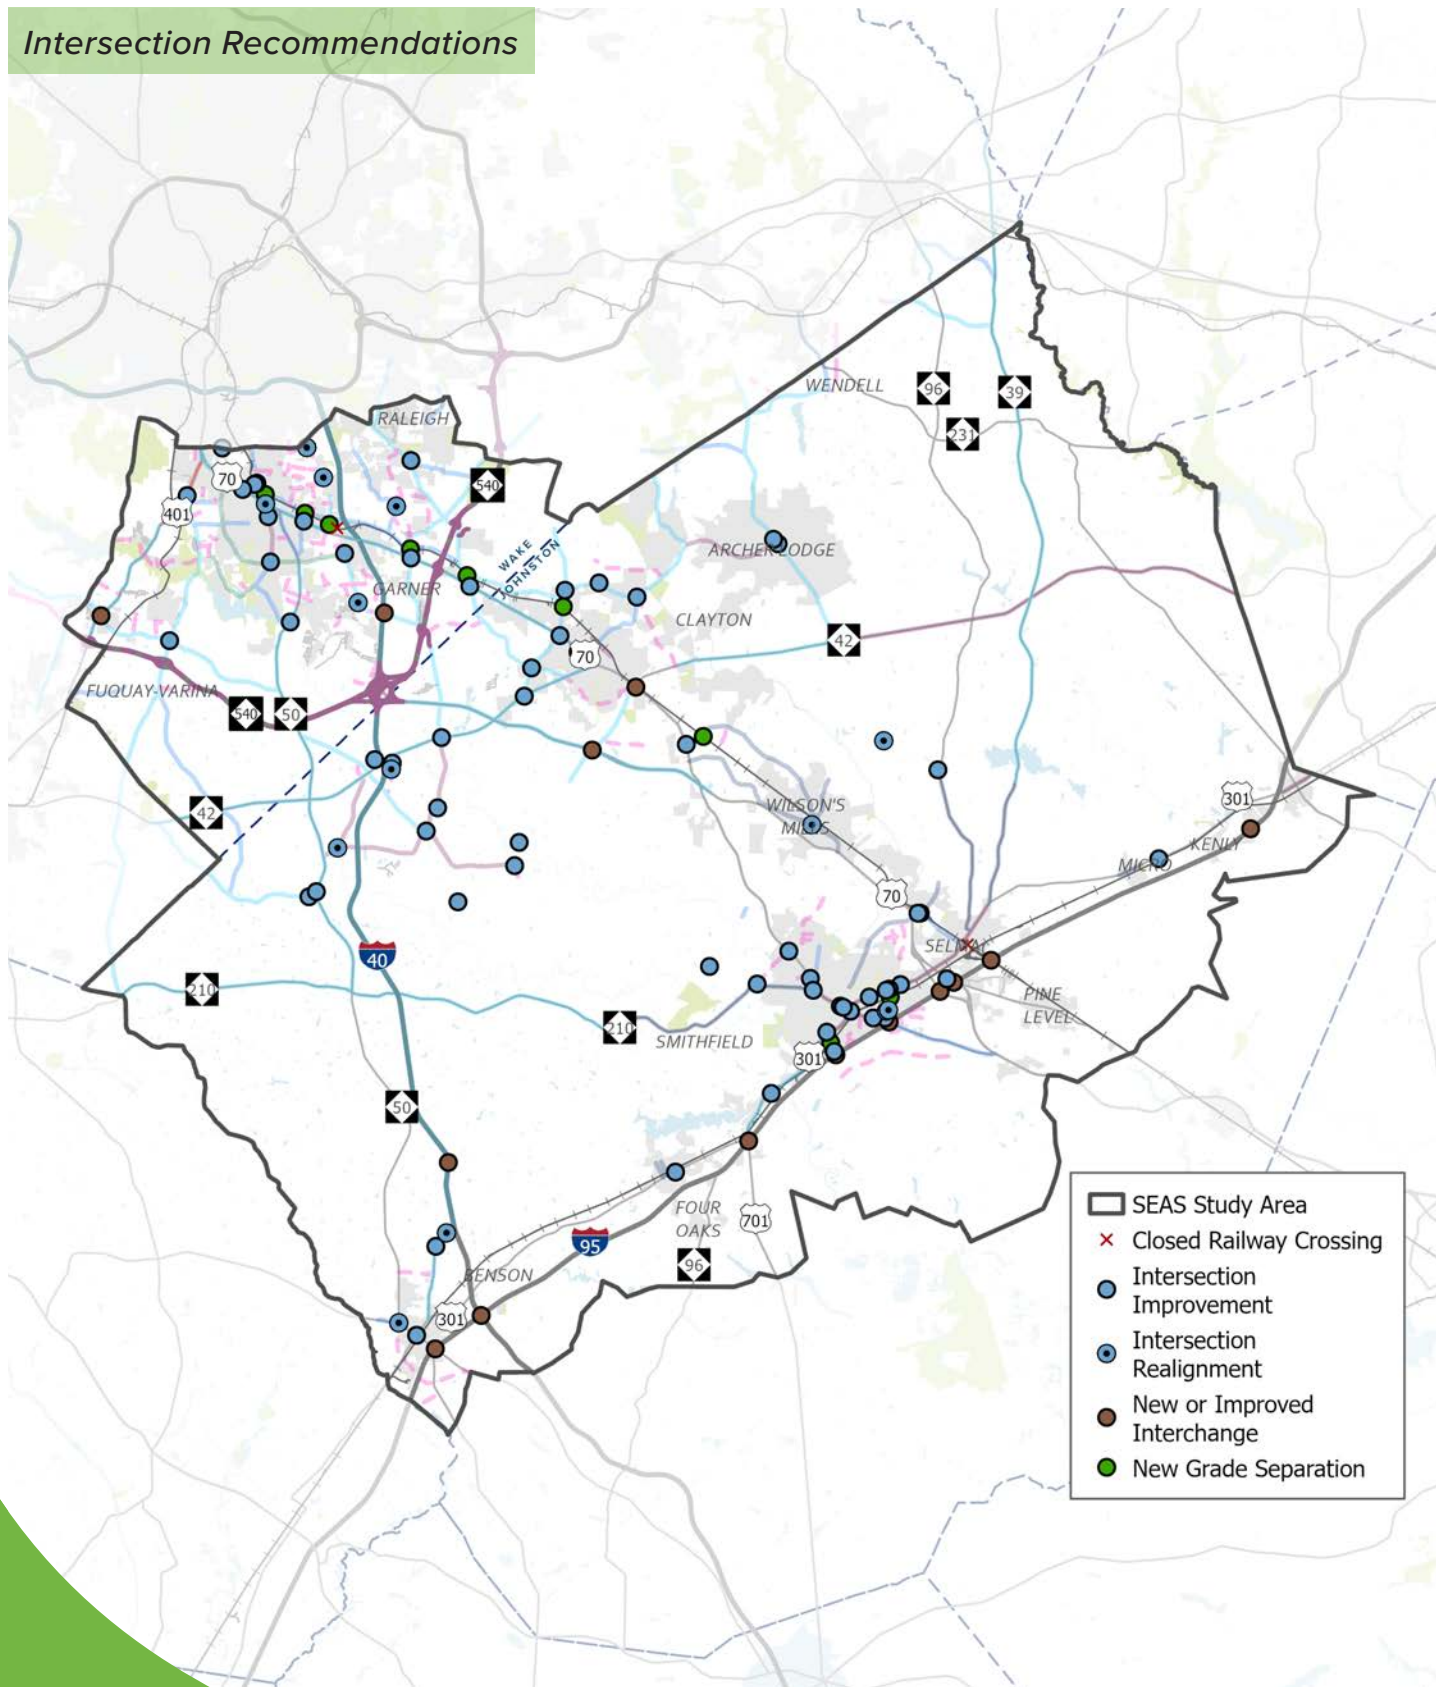 Intersection Recommendations
WENDELL
96
39
231
RALEIGH
70
540
401
WAKE
JOHNSTON
ARCHER LODGE
GARNER
CLAYTON
42
70
FUQUAY-VARINA
540
50
42
WILSON'S
MILLS
301
KENLY
MICRO
70
SELMA
40
210
210
PINE
LEVEL
SMITHFIELD
301
50
FOUR
OAKS
701
95
96
BENSON
301
SEAS Study Area
Closed Railway Crossing
Intersection
Improvement
Intersection
Realignment
New or Improved
Interchange
New Grade Separation